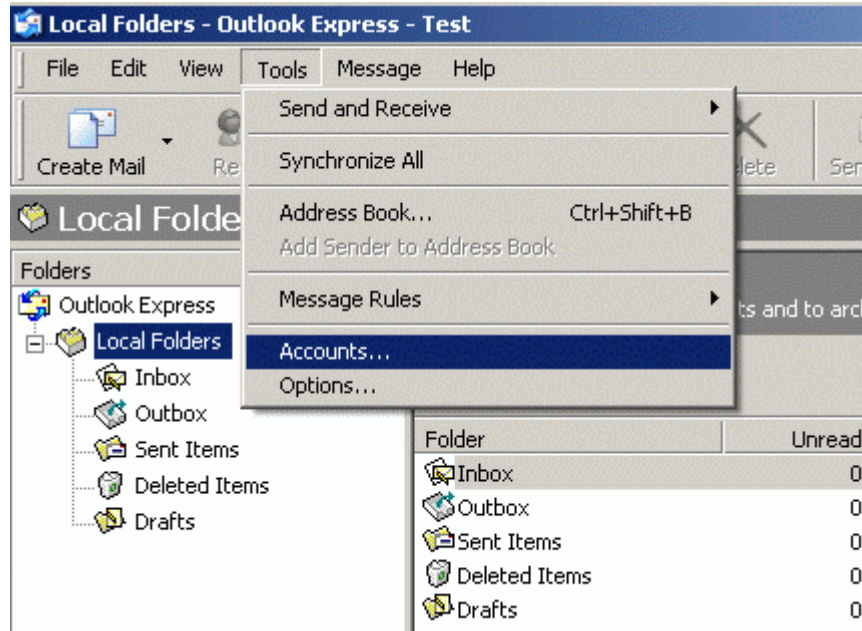 Local Folders - Outlook Express - Test
File Edit View Tools Message Help
Create Mail
Send and Receive
Synchronize All
Address Book... Ctrl+Shift+B
Add Sender to Address Book
Message Rules
Accounts...
Options...
Local Folde
Folders
Outlook Express
Local Folders
Inbox
Outbox
Sent Items
Deleted Items
Drafts
ts and to arc
Folder Unread
Inbox 0
Outbox 0
Sent Items 0
Deleted Items 0
Drafts 0